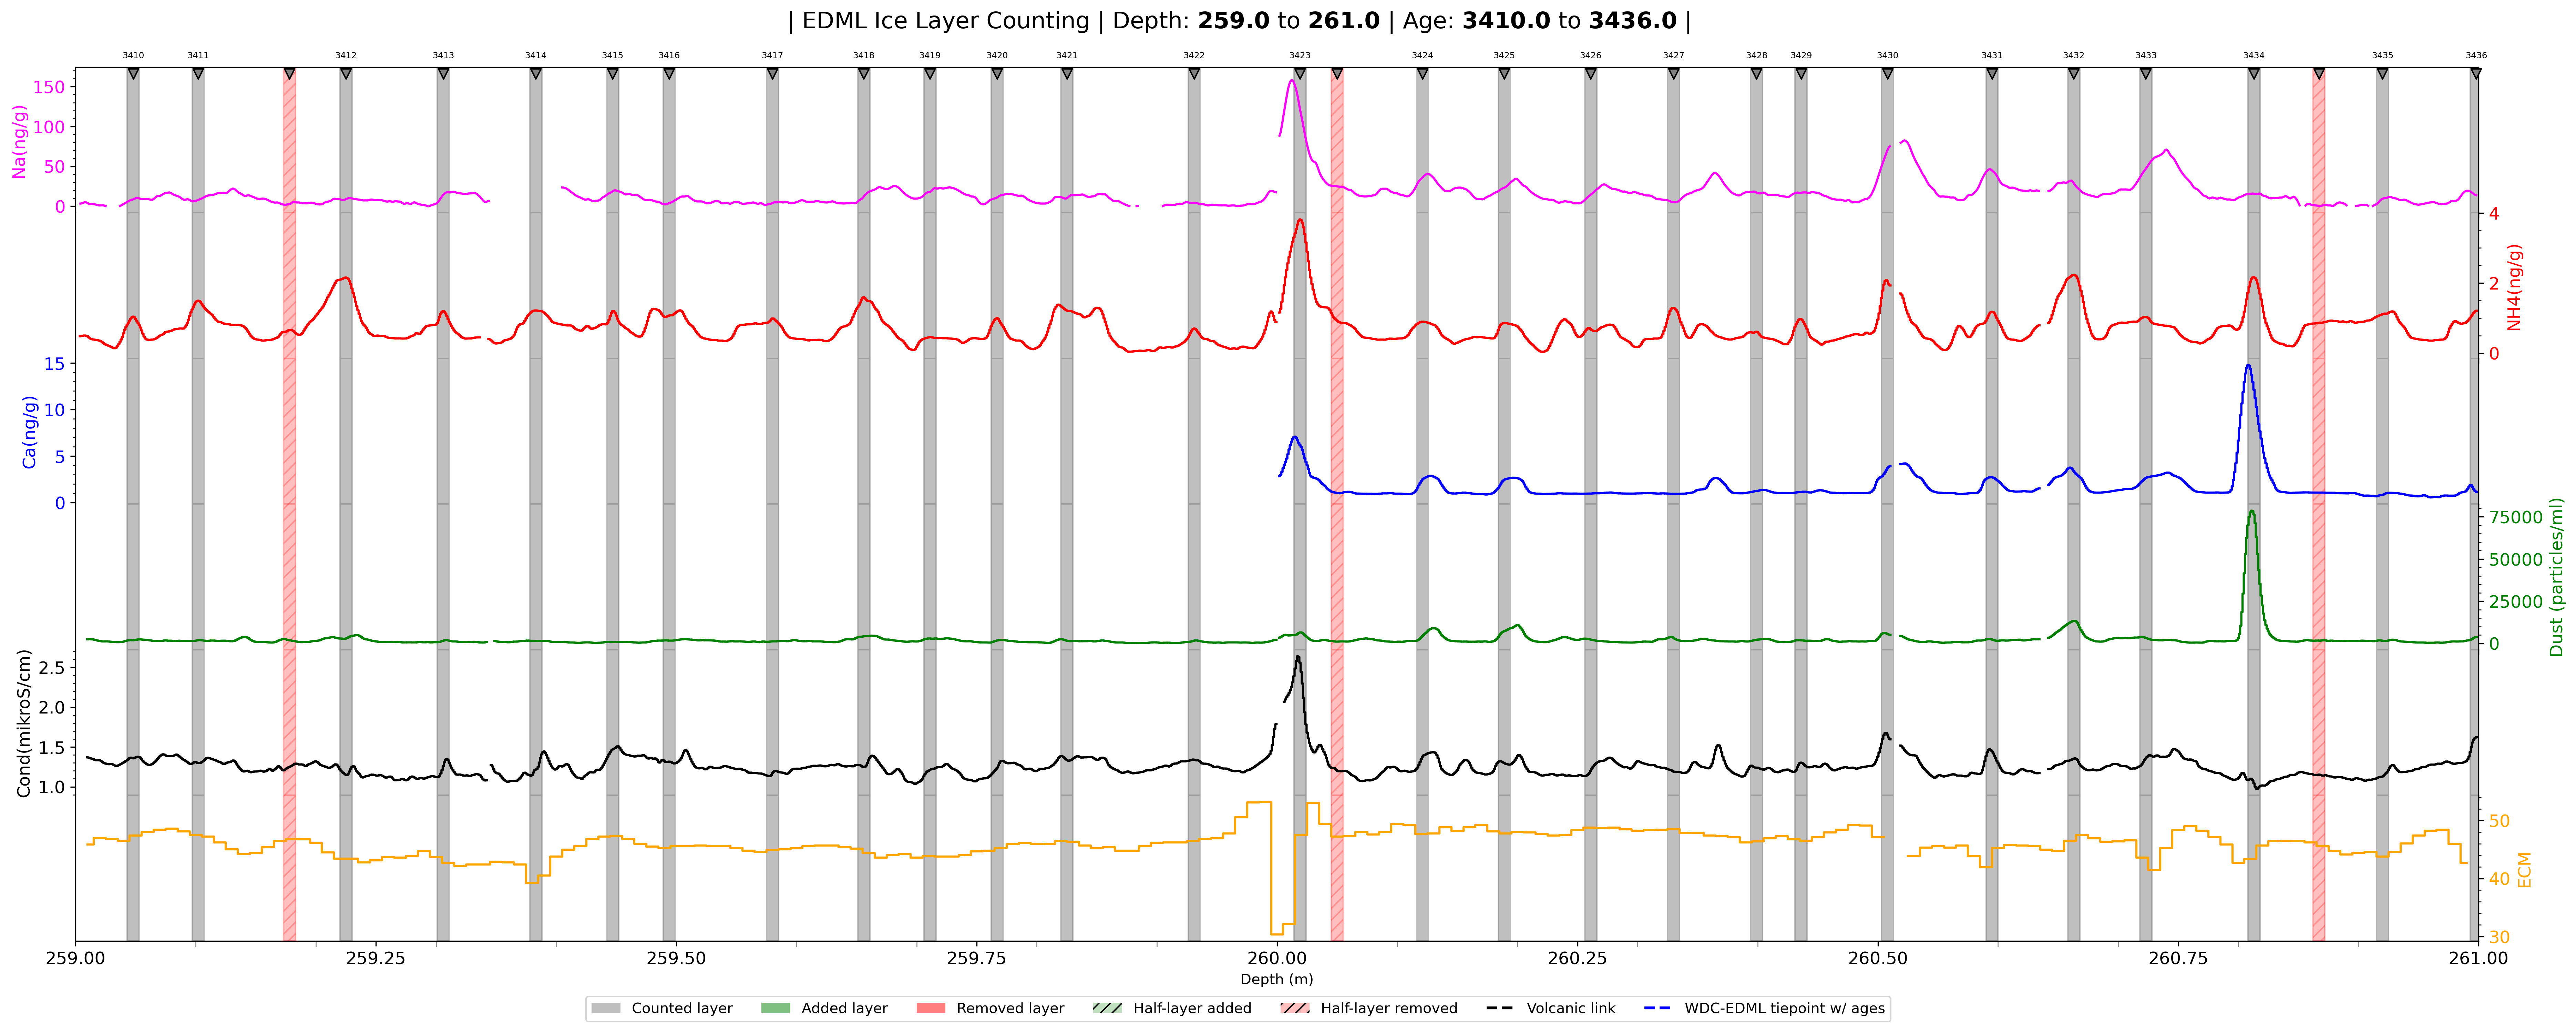 | EDML Ice Layer Counting | Depth: 259.0 to 261.0 | Age: 3410.0 to 3436.0 |
3410 3411 3412 3413 3414 3415 3416 3417 3418 3419 3420 3421 3422 3423 3424 3425 3426 3427 3428 3429 3430 3431 3432 3433 3434 3435 3436
Na(ng/g)
150
100
50
0
NH4(ng/g)
4
2
0
Ca(ng/g)
15
10
5
0
Dust (particles/ml)
75000
50000
25000
0
Cond(mikroS/cm)
2.5
2.0
1.5
1.0
ECM
50
40
30
259.00 259.25 259.50 259.75 260.00 260.25 260.50 260.75 261.00
Depth (m)
Counted layer Added layer Removed layer Half-layer added Half-layer removed Volcanic link WDC-EDML tiepoint w/ ages